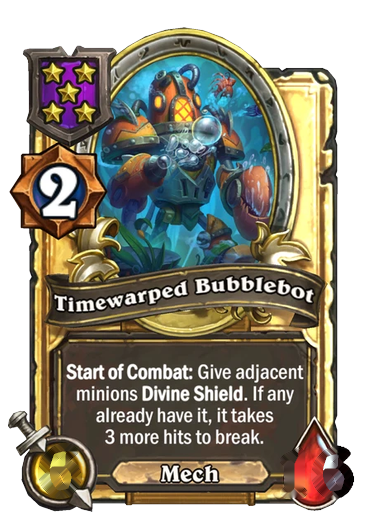 2
Timewarped Bubblebot
Start of Combat: Give adjacent
minions Divine Shield. If any
already have it, it takes
3 more hits to break.
Mech